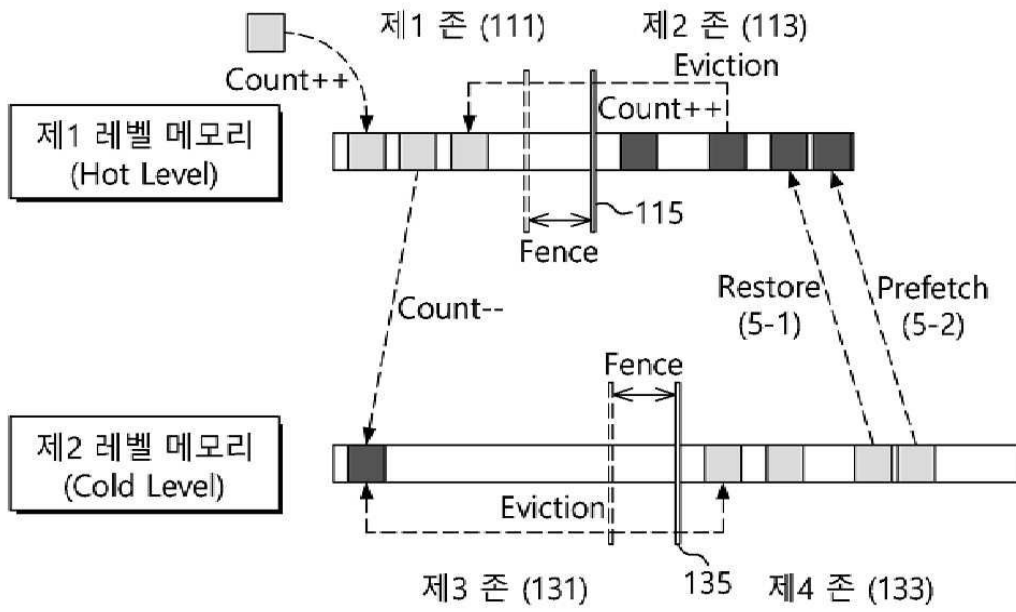 제1 존 (111)
제2 존 (113)
Count++
Eviction
Count++
제1 레벨 메모리
(Hot Level)
115
Fence
Count--
Restore
(5-1)
Prefetch
(5-2)
Fence
제2 레벨 메모리
(Cold Level)
Eviction
135
제3 존 (131)
제4 존 (133)